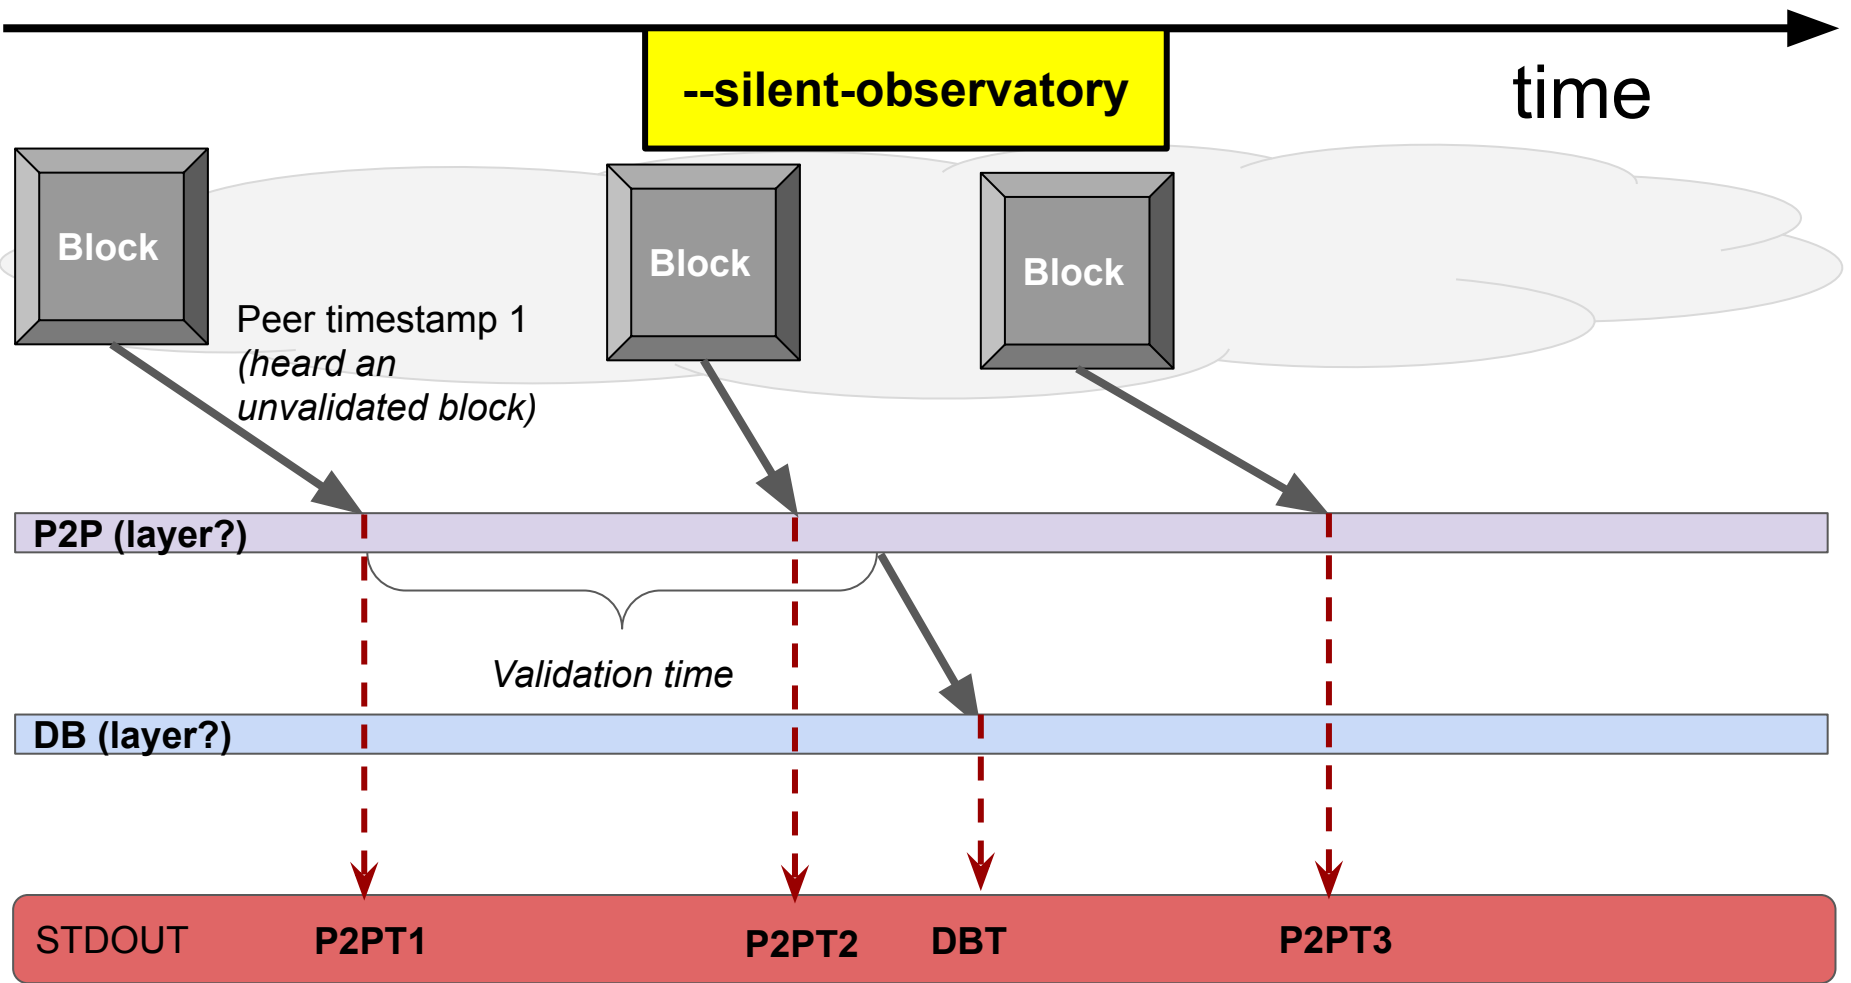 --silent-observatory
time
Block
Block
Block
Peer timestamp 1
(heard an
unvalidated block)
P2P (layer?)
Validation time
DB (layer?)
STDOUT P2PT1 P2PT2 DBT P2PT3